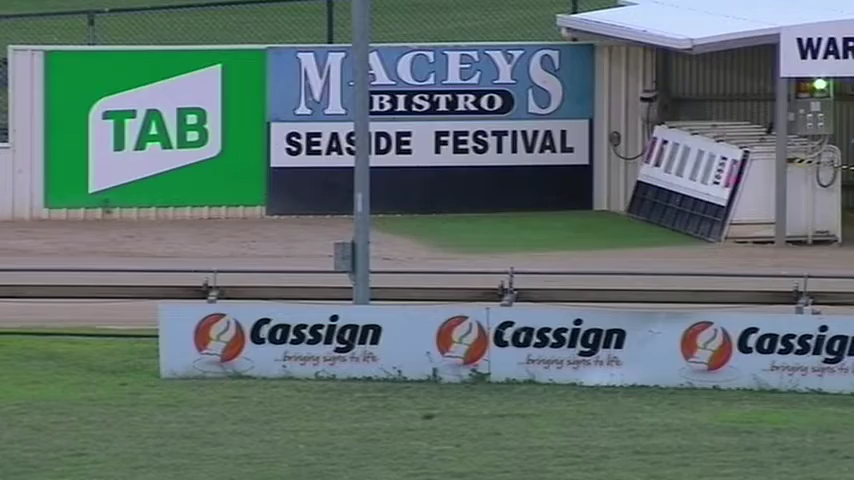 TAB
MACEYS
BISTRO
SEASIDE FESTIVAL
WAR
Cassign
...bringing signs to life
Cassign
...bringing signs to life
Cassign
...bringing signs to life